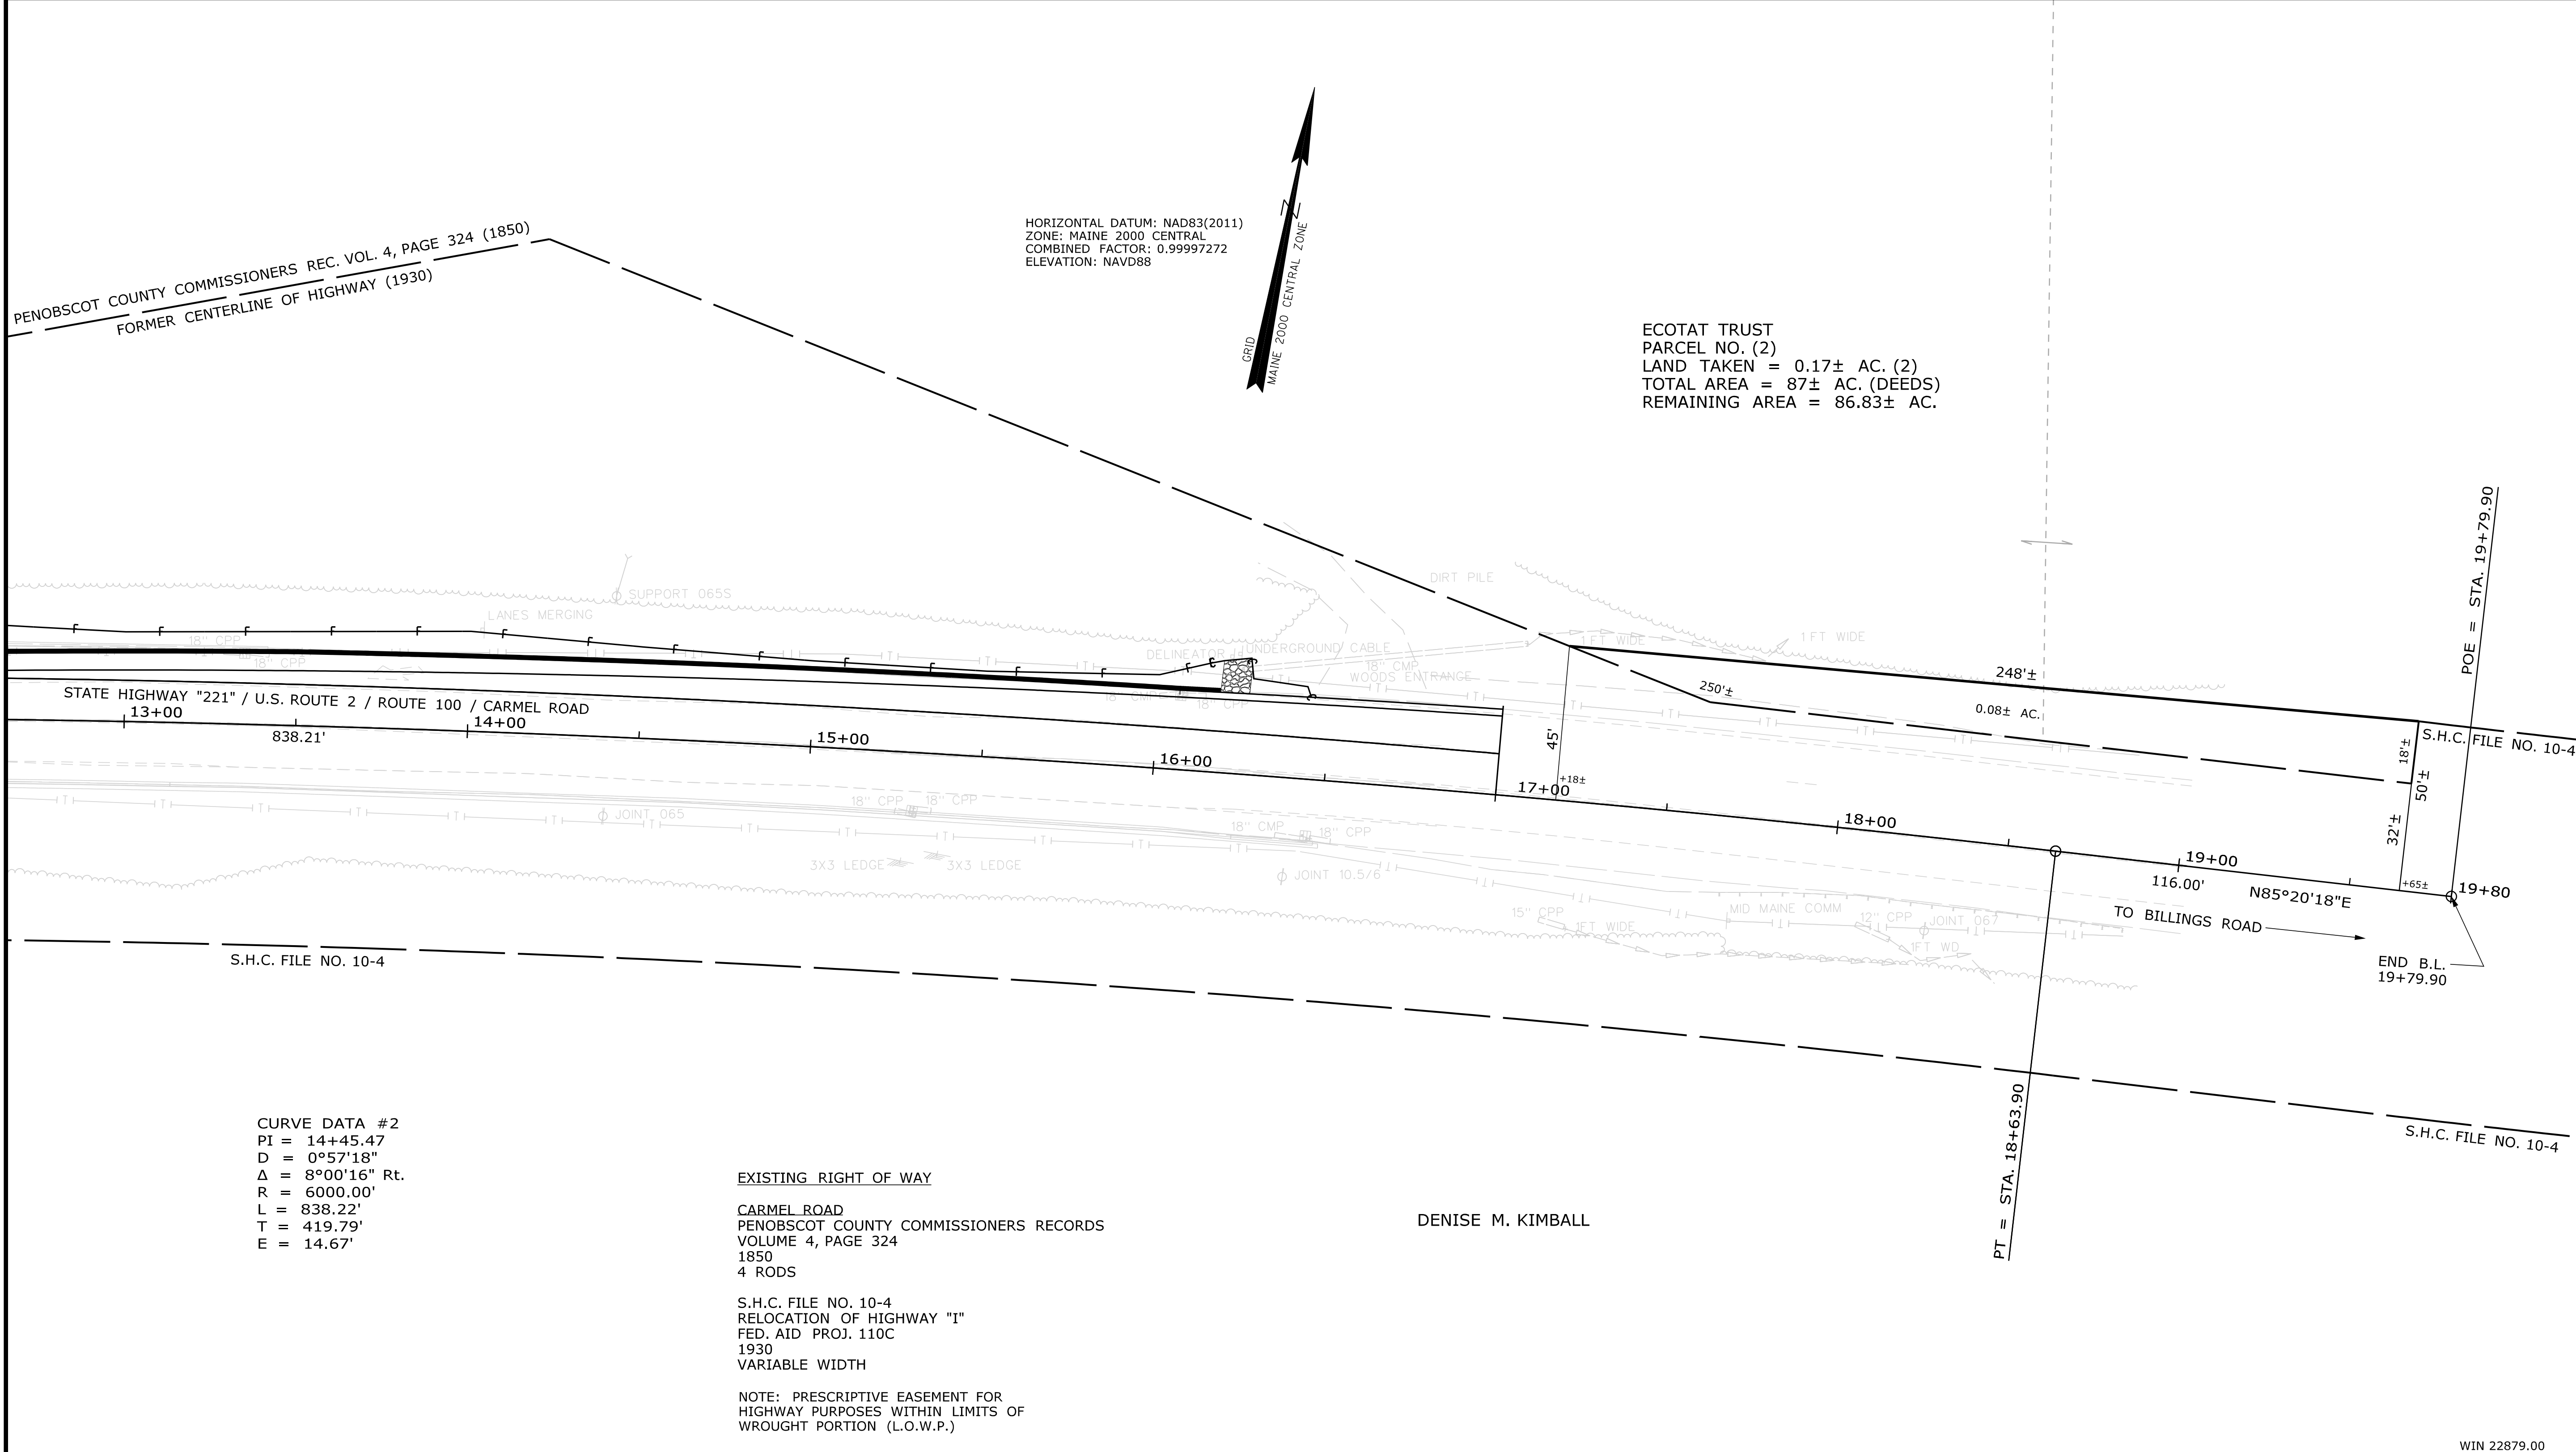 PENOBSCOT COUNTY COMMISSIONERS REC. VOL. 4, PAGE 324 (1850)
FORMER CENTERLINE OF HIGHWAY (1930)
HORIZONTAL DATUM: NAD83(2011)
ZONE: MAINE 2000 CENTRAL
COMBINED FACTOR: 0.99997272
ELEVATION: NAVD88
GRID
MAINE 2000 CENTRAL ZONE
ECOTAT TRUST
PARCEL NO. (2)
LAND TAKEN = 0.17± AC. (2)
TOTAL AREA = 87± AC. (DEEDS)
REMAINING AREA = 86.83± AC.
POE = STA. 19+79.90
DIRT PILE
SUPPORT 065S
LANES MERGING
18" CPP
18" CPP
DELINEATOR
UNDERGROUND CABLE
18" CMP
WOODS ENTRANCE
18" CMP
18" CPP
1 FT WIDE
1 FT WIDE
248'±
250'±
0.08± AC.
S.H.C. FILE NO. 10-4
STATE HIGHWAY "221" / U.S. ROUTE 2 / ROUTE 100 / CARMEL ROAD
13+00
14+00
15+00
16+00
17+00
18+00
19+00
19+80
838.21'
45'
+18±
18'±
50'±
32'±
+65±
116.00'
N85°20'18"E
TO BILLINGS ROAD
END B.L.
19+79.90
JOINT 065
18" CPP
18" CPP
3X3 LEDGE
3X3 LEDGE
18" CMP
18" CPP
JOINT 10.5/6
15" CPP
1FT WIDE
MID MAINE COMM
12" CPP
JOINT 067
1FT WD
S.H.C. FILE NO. 10-4
S.H.C. FILE NO. 10-4
PT = STA. 18+63.90
CURVE DATA #2
PI = 14+45.47
D = 0°57'18"
Δ = 8°00'16" Rt.
R = 6000.00'
L = 838.22'
T = 419.79'
E = 14.67'
EXISTING RIGHT OF WAY
CARMEL ROAD
PENOBSCOT COUNTY COMMISSIONERS RECORDS
VOLUME 4, PAGE 324
1850
4 RODS
S.H.C. FILE NO. 10-4
RELOCATION OF HIGHWAY "I"
FED. AID PROJ. 110C
1930
VARIABLE WIDTH
NOTE: PRESCRIPTIVE EASEMENT FOR
HIGHWAY PURPOSES WITHIN LIMITS OF
WROUGHT PORTION (L.O.W.P.)
DENISE M. KIMBALL
WIN 22879.00